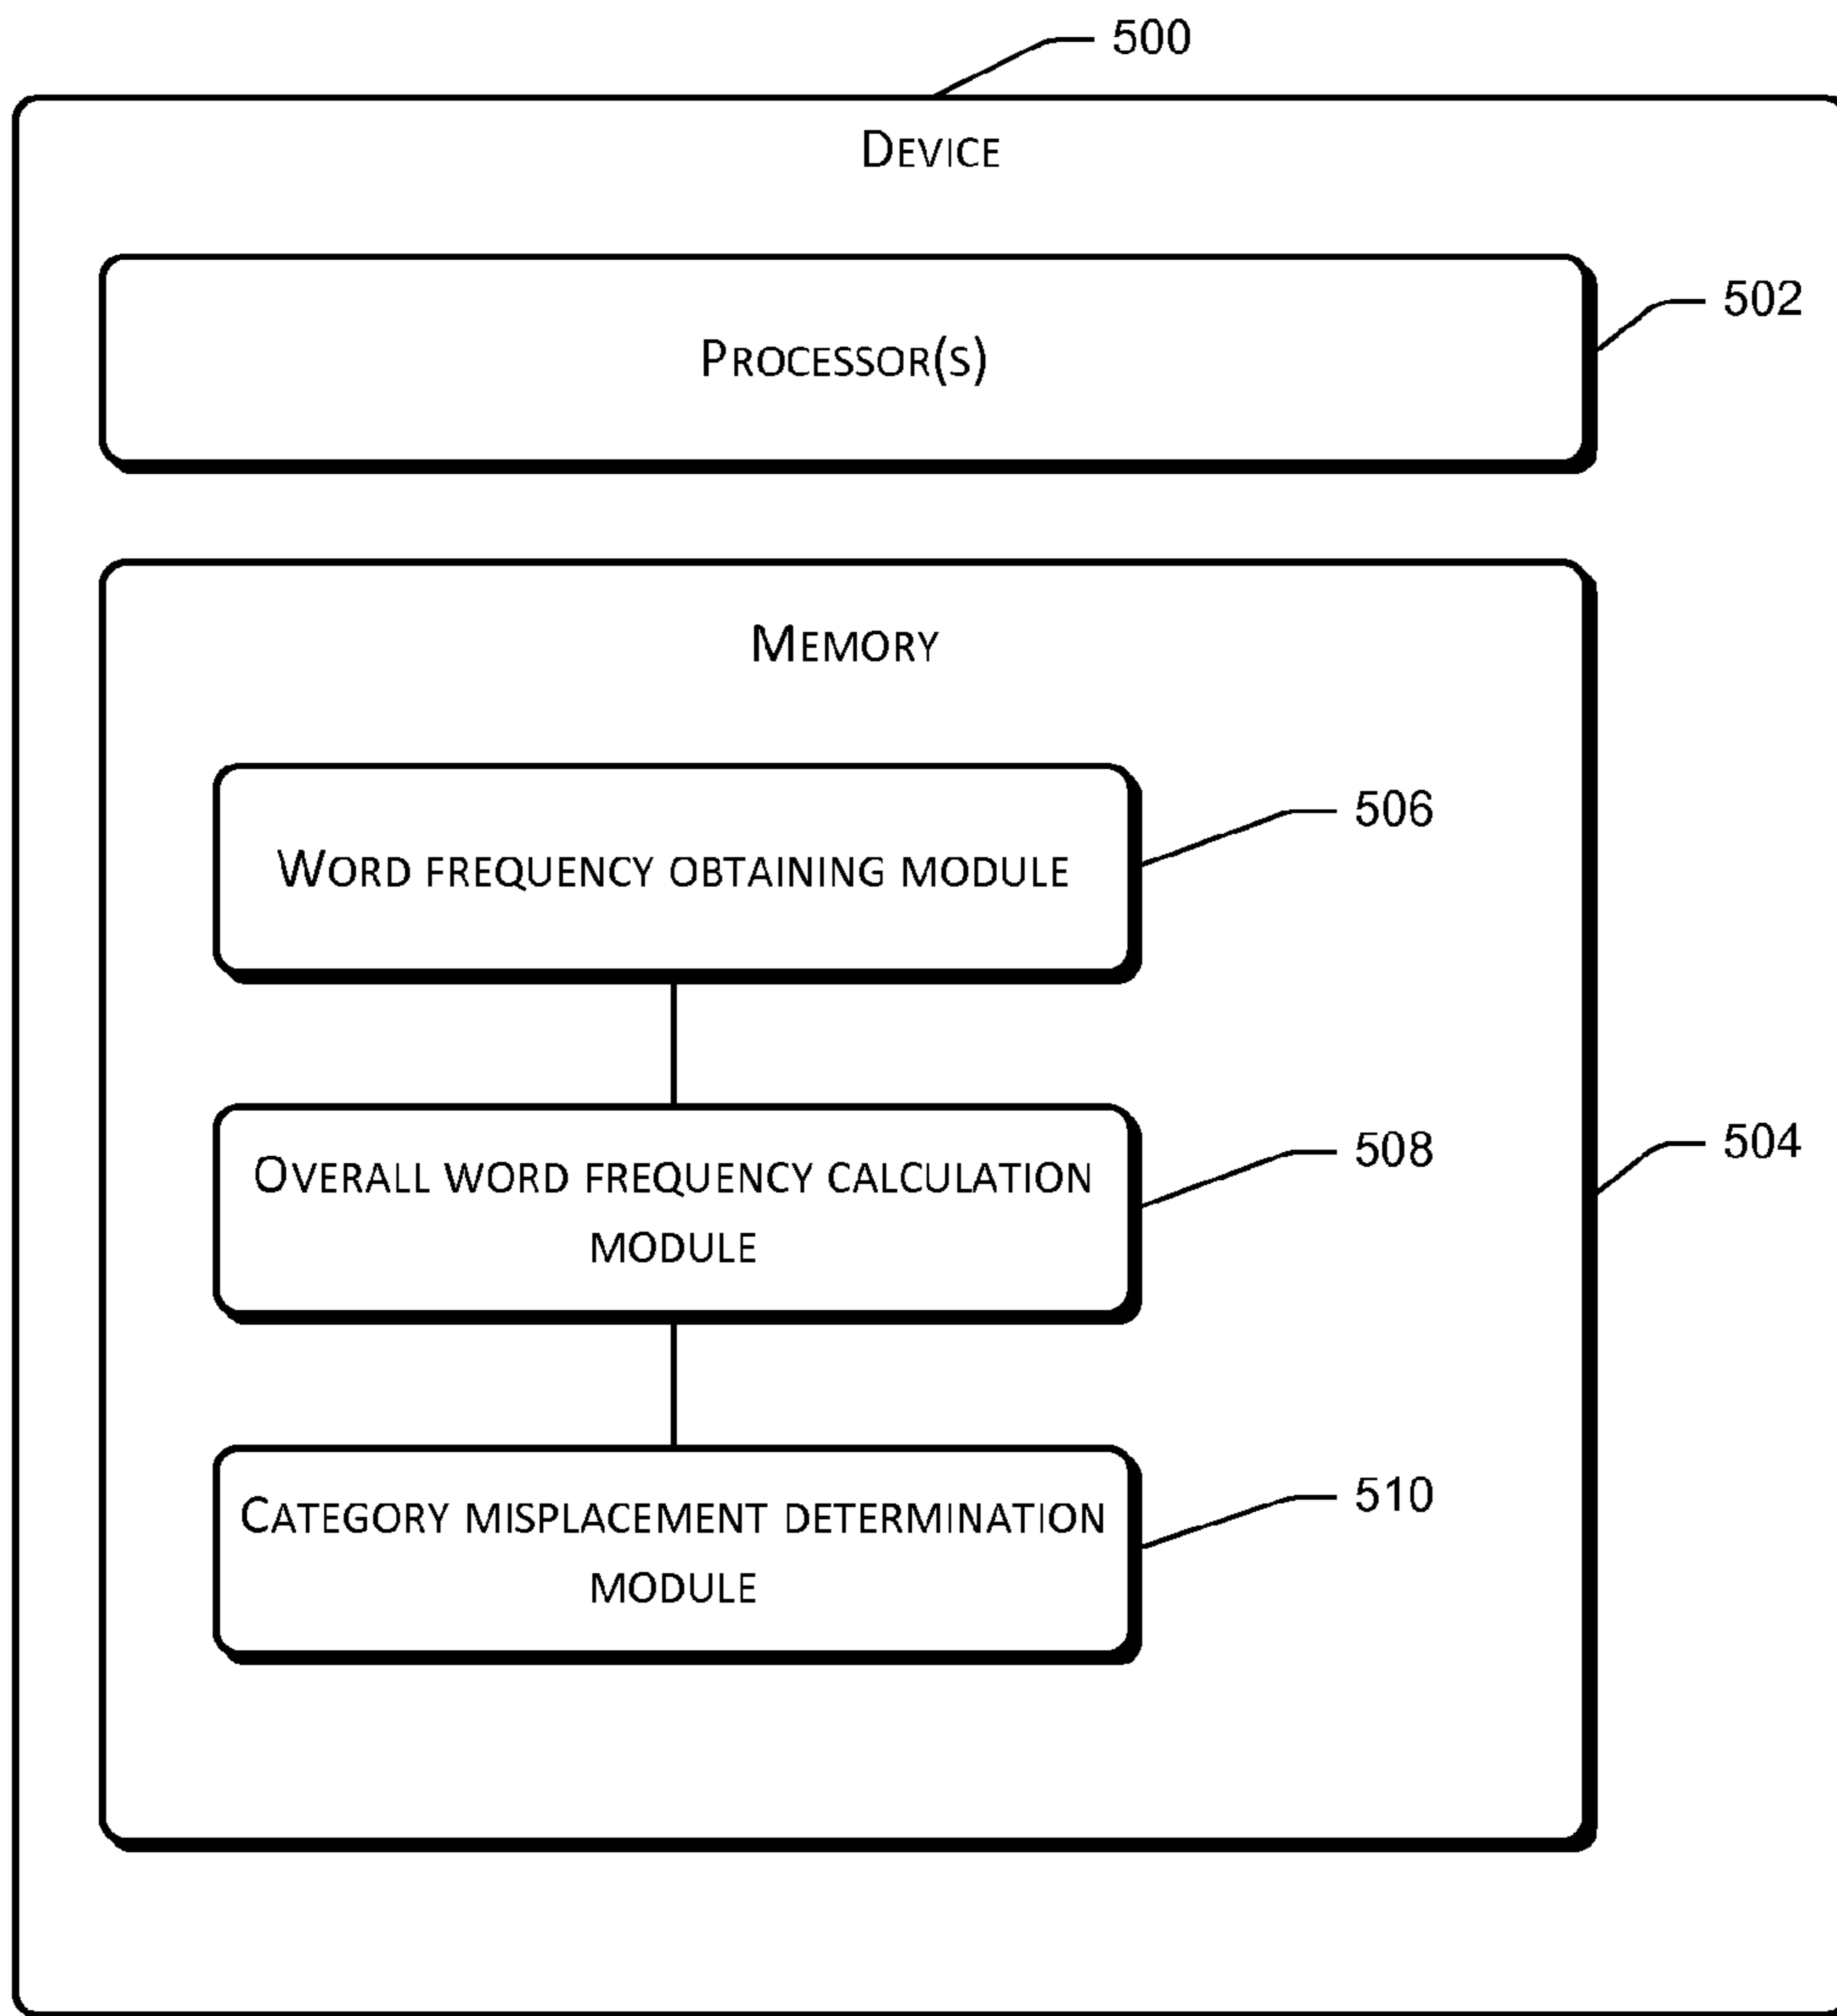 500
DEVICE
PROCESSOR(S)
502
MEMORY
WORD FREQUENCY OBTAINING MODULE
506
OVERALL WORD FREQUENCY CALCULATION
MODULE
508
504
CATEGORY MISPLACEMENT DETERMINATION
MODULE
510